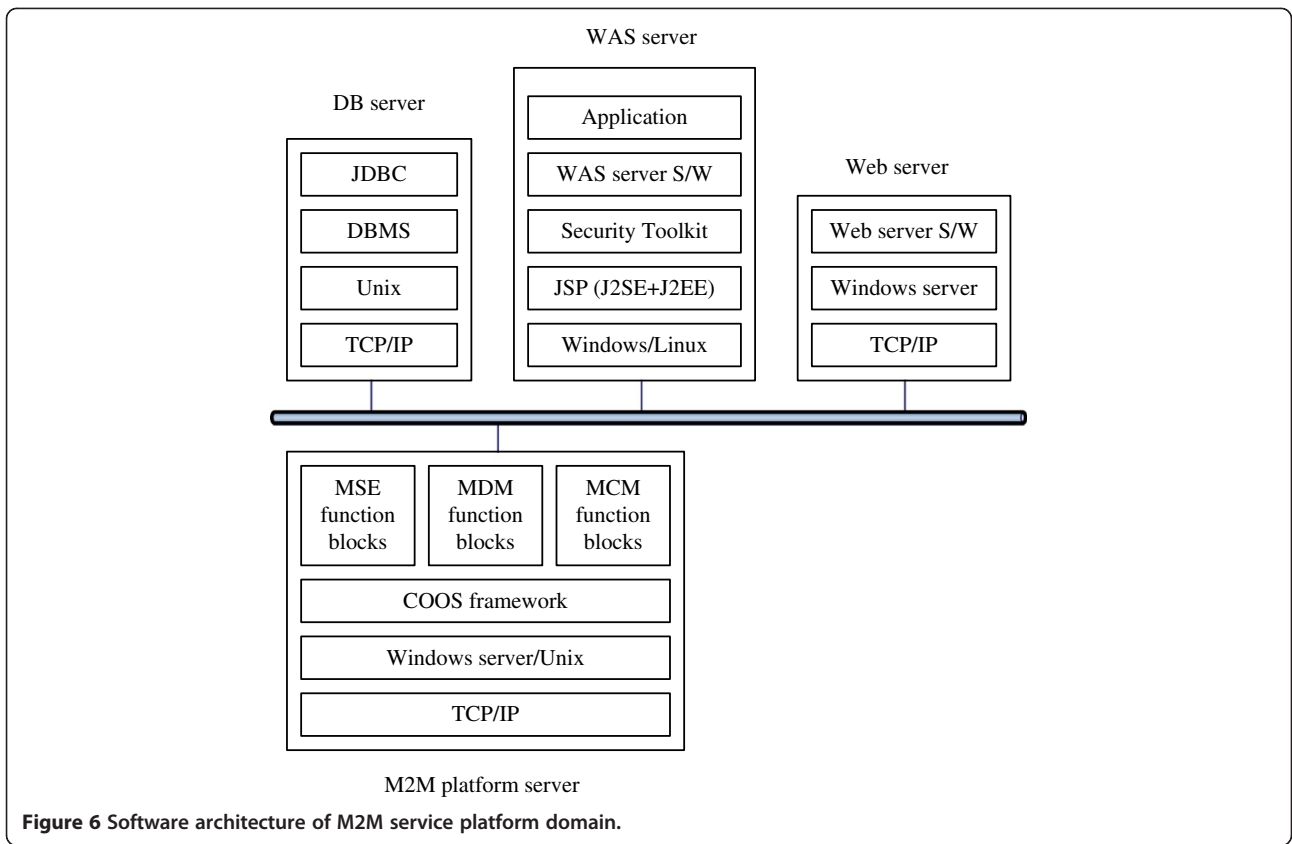 WAS server
Application
WAS server S/W
Security Toolkit
JSP (J2SE+J2EE)
Windows/Linux
DB server
JDBC
DBMS
Unix
TCP/IP
Web server
Web server S/W
Windows server
TCP/IP
MSE
function
blocks
MDM
function
blocks
MCM
function
blocks
COOS framework
Windows server/Unix
TCP/IP
M2M platform server
Figure 6 Software architecture of M2M service platform domain.